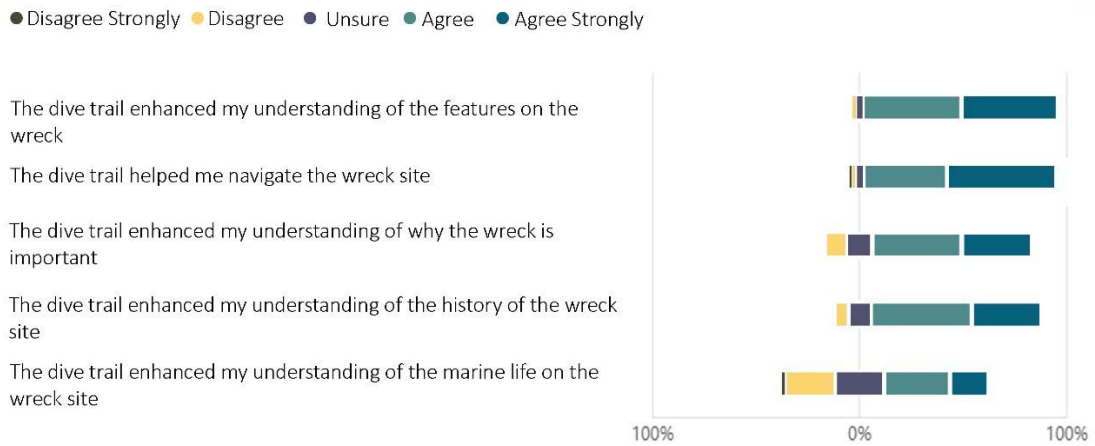 Disagree Strongly Disagree Unsure Agree Agree Strongly
The dive trail enhanced my understanding of the features on the
wreck
The dive trail helped me navigate the wreck site
The dive trail enhanced my understanding of why the wreck is
important
The dive trail enhanced my understanding of the history of the wreck
site
The dive trail enhanced my understanding of the marine life on the
wreck site
100% 0% 100%